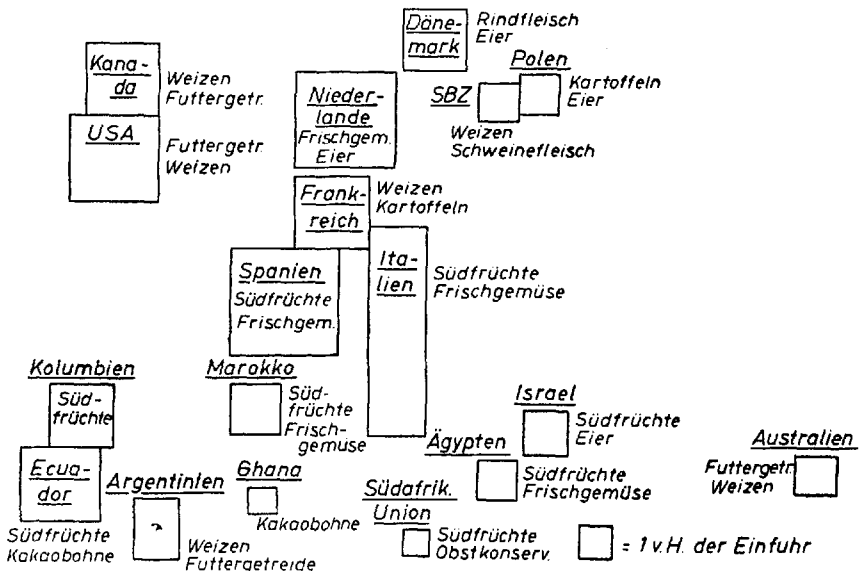 Däne-
mark
Rindfleisch
Eier
Kana-
da
Weizen
Futtergetr.
USA
Futtergetr.
Weizen
Nieder-
lande
Frischgem.
Eier
Polen
Kartoffeln
Eier
SBZ
Weizen
Schweinefleisch
Frank-
reich
Weizen
Kartoffeln
Ita-
lien
Südfrüchte
Frischgemüse
Spanien
Südfrüchte
Frischgem.
Kolumbien
Süd-
früchte
Marokko
Süd-
früchte
Frisch-
gemüse
Israel
Südfrüchte
Eier
Ägypten
Südfrüchte
Frischgemüse
Australien
Futtergetr.
Weizen
Ecua-
dor
Südfrüchte
Kakaobohne
Argentinien
Weizen
Futtergetreide
Ghana
Kakaobohne
Südafrik.
Union
Südfrüchte
Obstkonserv.
= 1 v.H. der Einfuhr